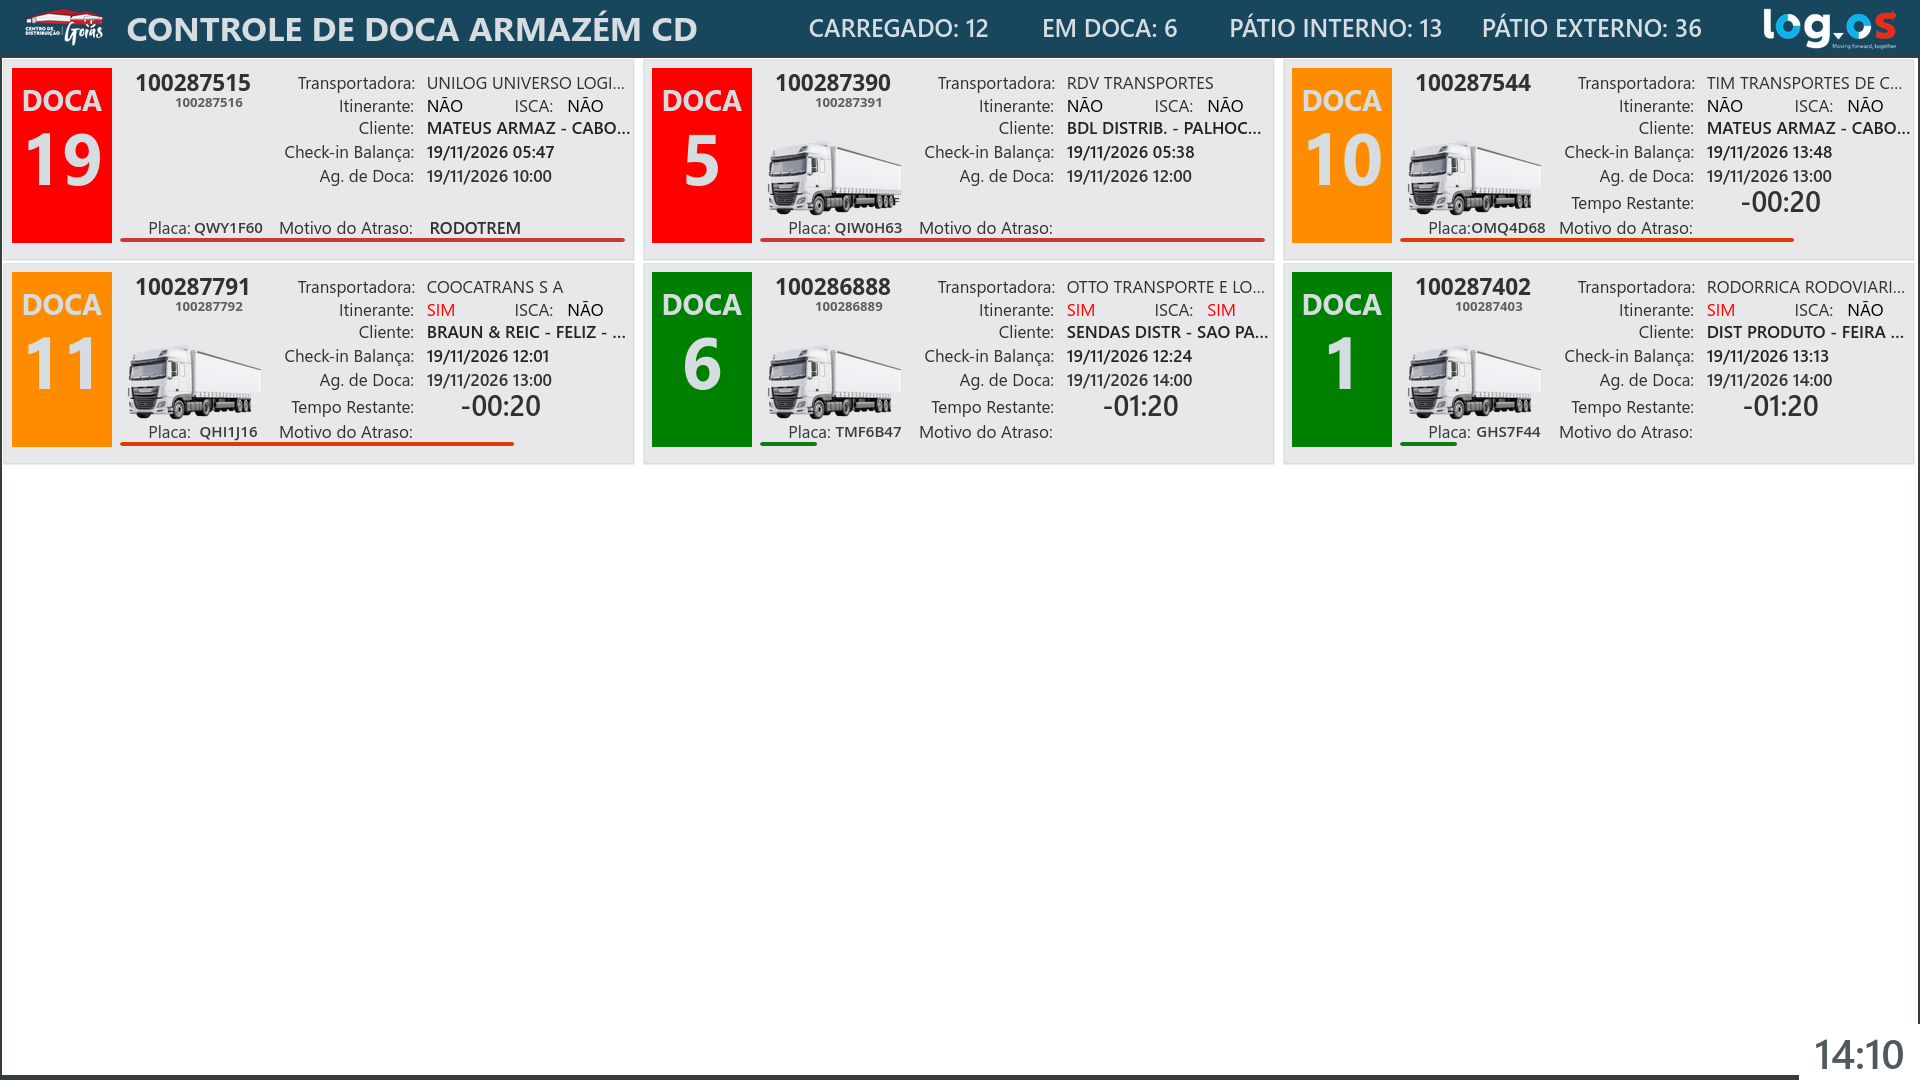 CENTRO DE DISTRIBUIÇÃO Goiás
CONTROLE DE DOCA ARMAZÉM CD
CARREGADO: 12
EM DOCA: 6
PÁTIO INTERNO: 13
PÁTIO EXTERNO: 36
log.os
Moving forward, together
DOCA
19
100287515
100287516
Transportadora: UNILOG UNIVERSO LOGI...
Itinerante: NÃO ISCA: NÃO
Cliente: MATEUS ARMAZ - CABO...
Check-in Balança: 19/11/2026 05:47
Ag. de Doca: 19/11/2026 10:00
Placa: QWY1F60 Motivo do Atraso: RODOTREM
DOCA
5
100287390
100287391
Transportadora: RDV TRANSPORTES
Itinerante: NÃO ISCA: NÃO
Cliente: BDL DISTRIB. - PALHOC...
Check-in Balança: 19/11/2026 05:38
Ag. de Doca: 19/11/2026 12:00
Placa: QIW0H63 Motivo do Atraso:
DOCA
10
100287544
Transportadora: TIM TRANSPORTES DE C...
Itinerante: NÃO ISCA: NÃO
Cliente: MATEUS ARMAZ - CABO...
Check-in Balança: 19/11/2026 13:48
Ag. de Doca: 19/11/2026 13:00
Tempo Restante: -00:20
Placa: OMQ4D68 Motivo do Atraso:
DOCA
11
100287791
100287792
Transportadora: COOCATRANS S A
Itinerante: SIM ISCA: NÃO
Cliente: BRAUN & REIC - FELIZ - ...
Check-in Balança: 19/11/2026 12:01
Ag. de Doca: 19/11/2026 13:00
Tempo Restante: -00:20
Placa: QHI1J16 Motivo do Atraso:
DOCA
6
100286888
100286889
Transportadora: OTTO TRANSPORTE E LO...
Itinerante: SIM ISCA: SIM
Cliente: SENDAS DISTR - SAO PA...
Check-in Balança: 19/11/2026 12:24
Ag. de Doca: 19/11/2026 14:00
Tempo Restante: -01:20
Placa: TMF6B47 Motivo do Atraso:
DOCA
1
100287402
100287403
Transportadora: RODORRICA RODOVIARI...
Itinerante: SIM ISCA: NÃO
Cliente: DIST PRODUTO - FEIRA ...
Check-in Balança: 19/11/2026 13:13
Ag. de Doca: 19/11/2026 14:00
Tempo Restante: -01:20
Placa: GHS7F44 Motivo do Atraso:
14:10